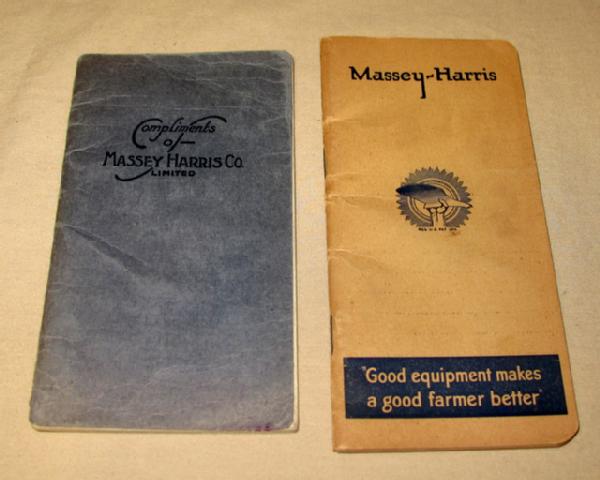 Compliments
of
MASSEY HARRIS CO.
LIMITED
Massey-Harris
"Good equipment makes
a good farmer better"